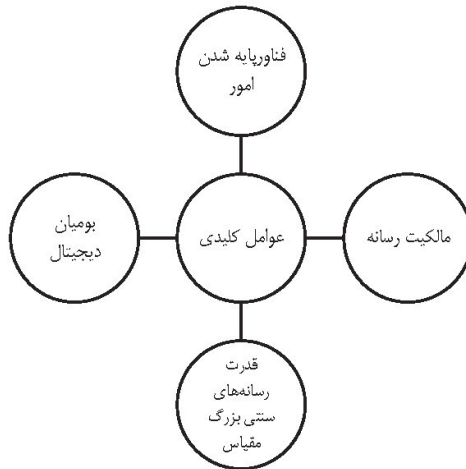 فناورپایه شدن
امور
بومیان
دیجیتال
عوامل کلیدی
مالکیت رسانه
قدرت
رسانه‌های
سنتی بزرگ
مقیاس